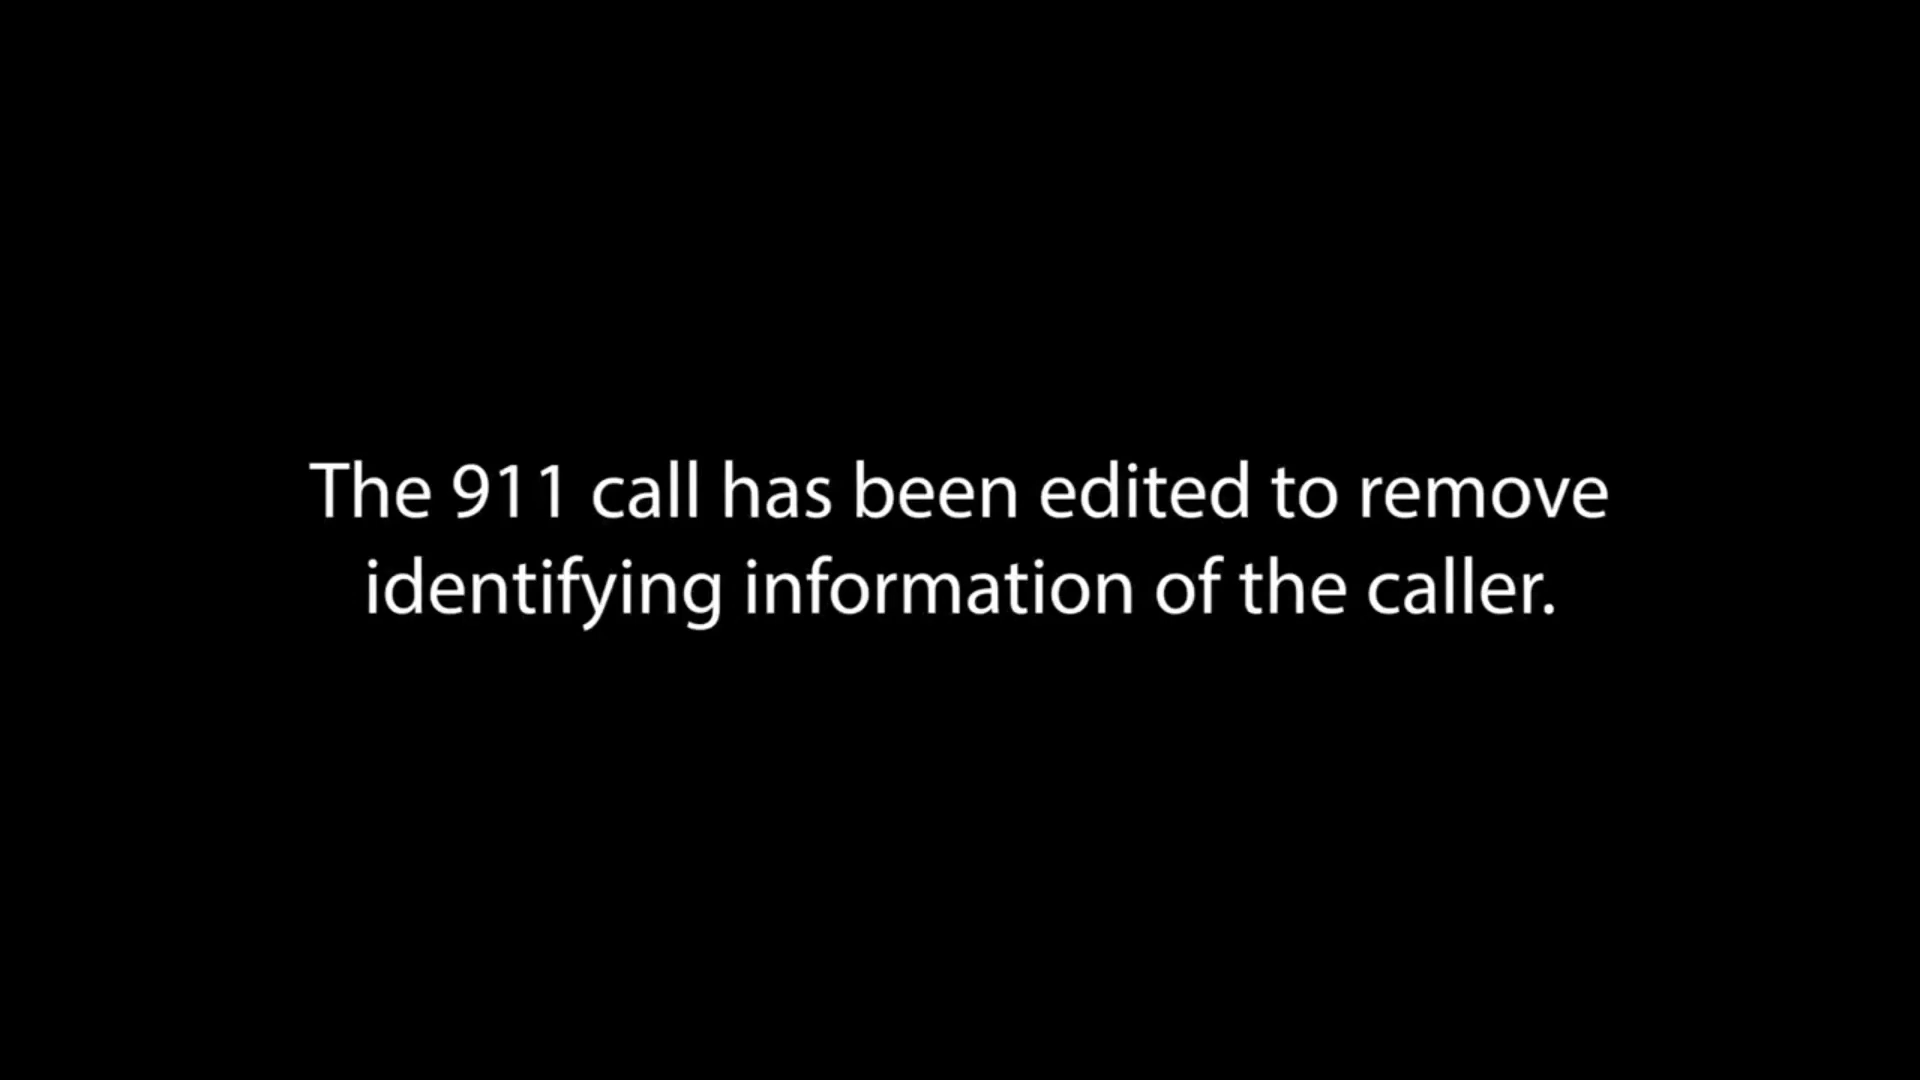 The 911 call has been edited to remove
identifying information of the caller.